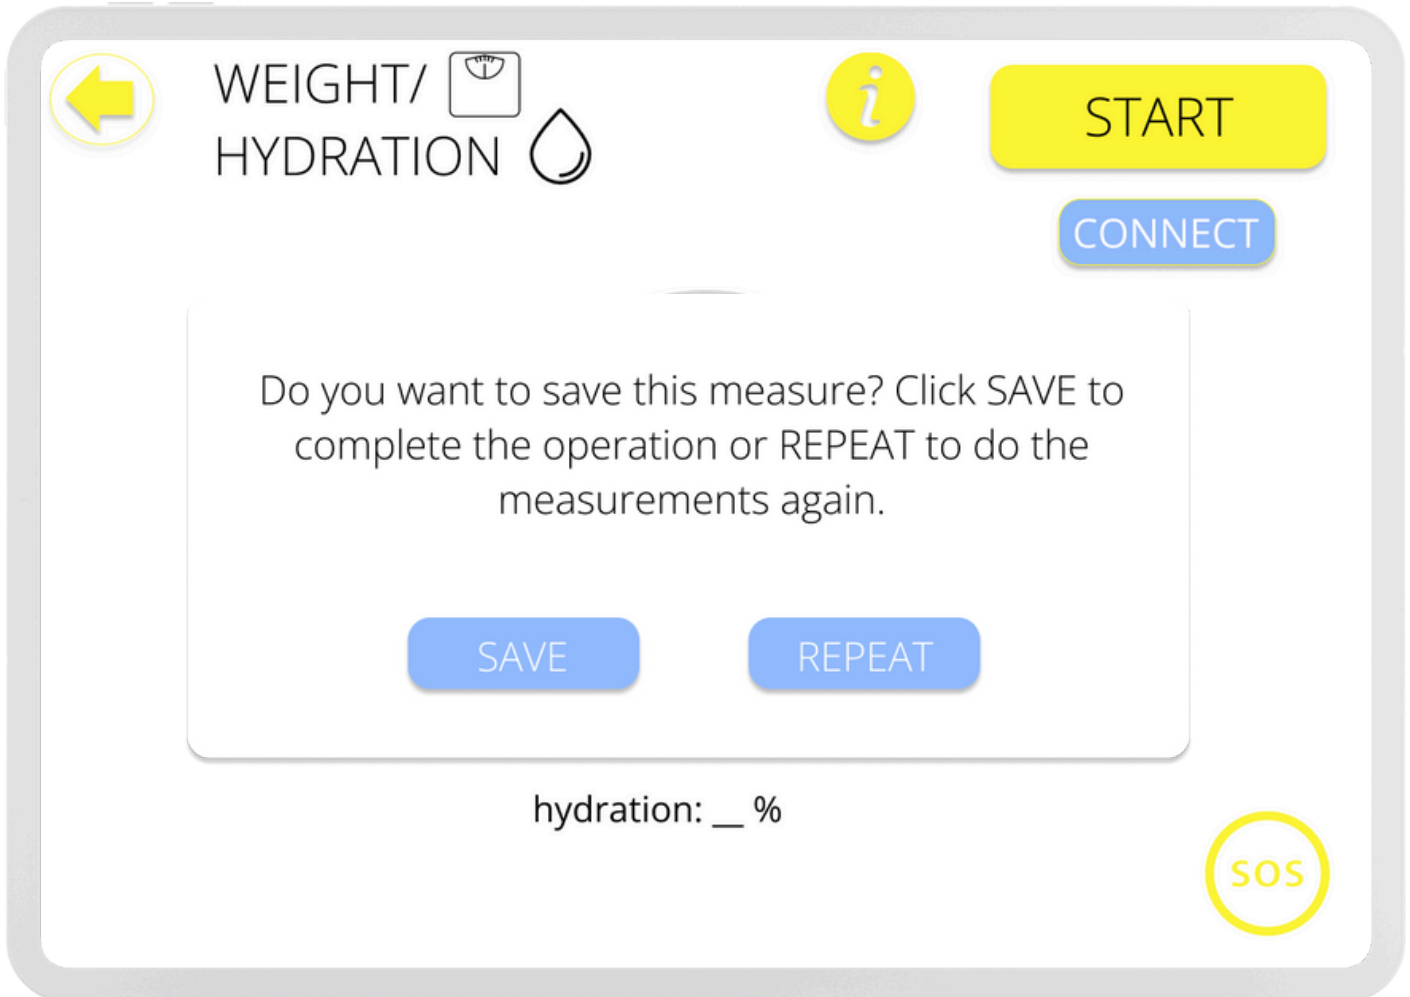 WEIGHT/
HYDRATION
i
START
CONNECT
Do you want to save this measure? Click SAVE to
complete the operation or REPEAT to do the
measurements again.
SAVE
REPEAT
hydration: __ %
SOS